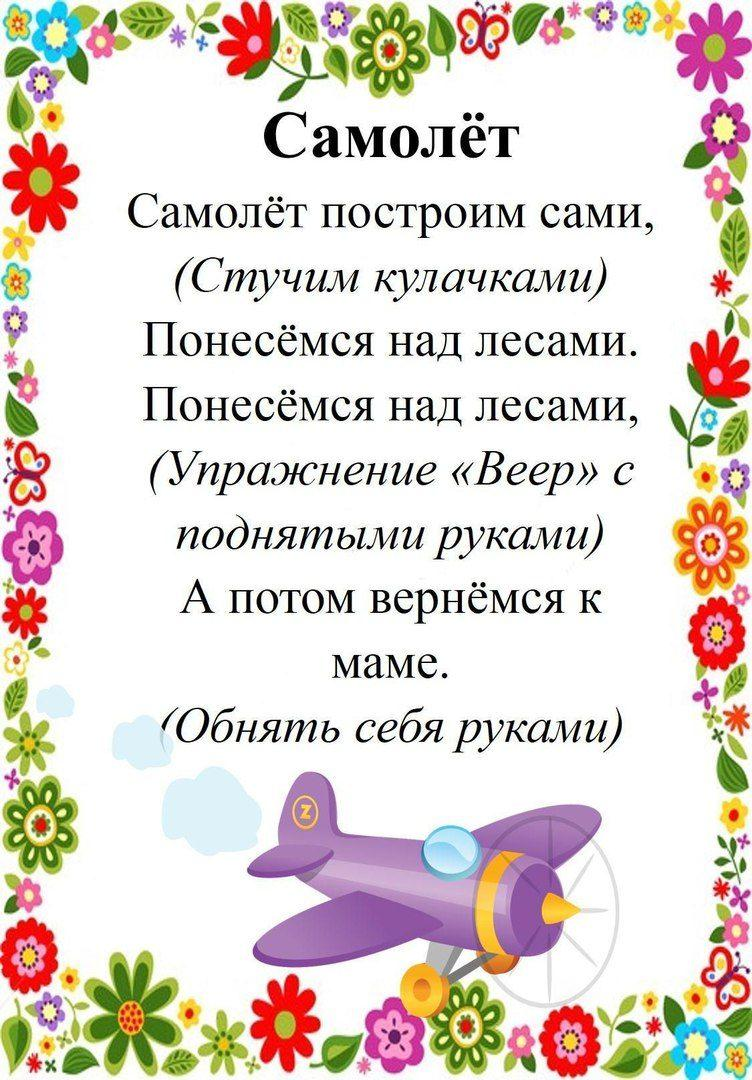 Самолёт
Самолёт построим сами,
(Стучим кулачками)
Понесёмся над лесами.
Понесёмся над лесами,
(Упражнение «Веер» с
поднятыми руками)
А потом вернёмся к
маме.
(Обнять себя руками)
Z